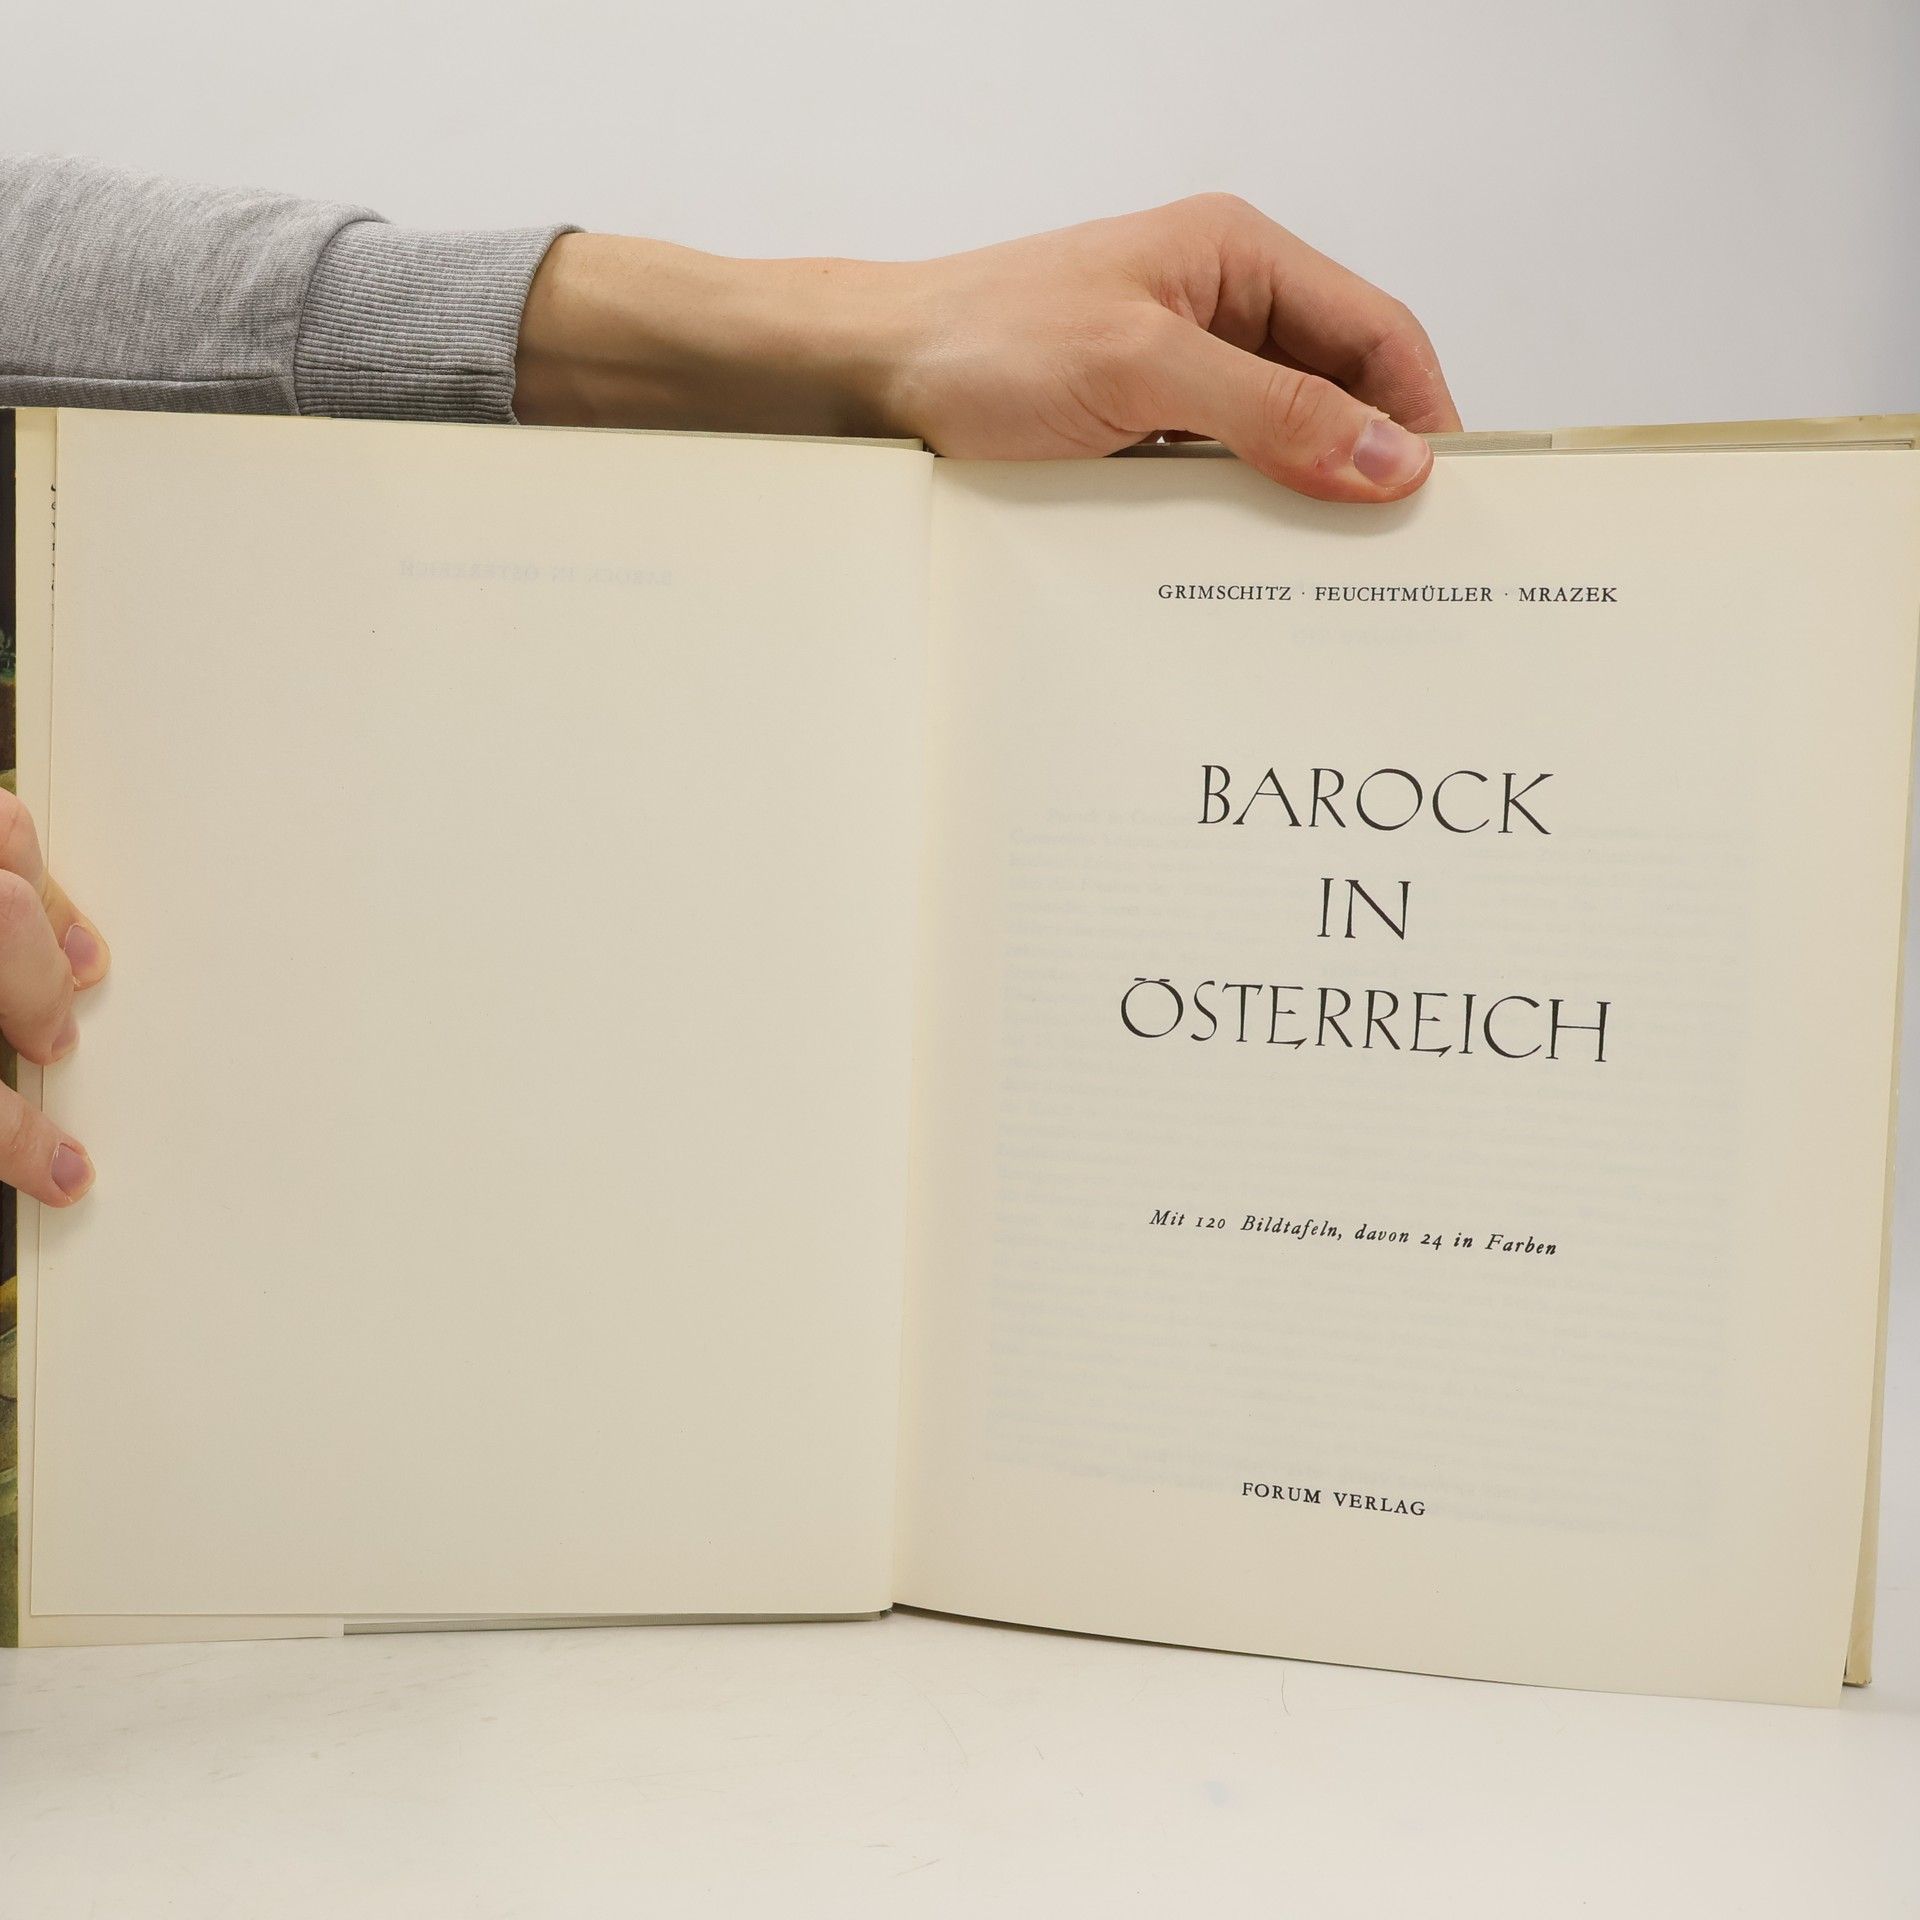 GRIMSCHITZ · FEUCHTMÜLLER · MRAZEK
BAROCK
IN
ÖSTERREICH
Mit 120 Bildtafeln, davon 24 in Farben
FORUM VERLAG